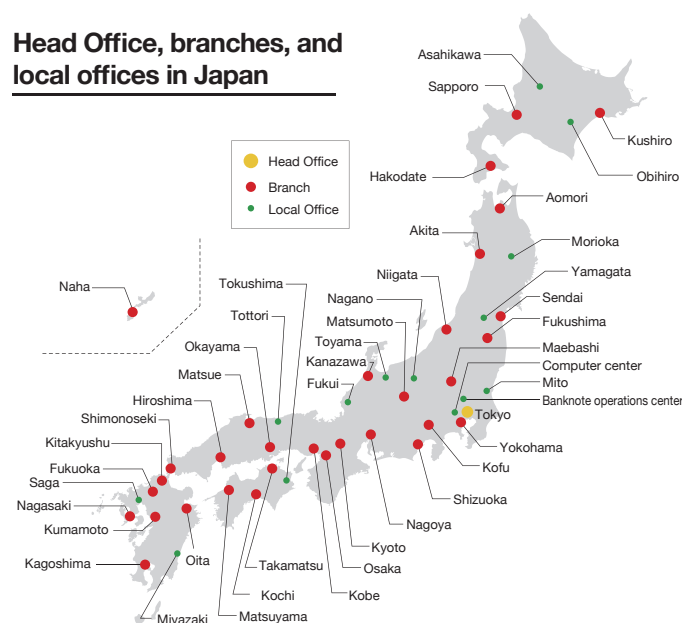 Head Office, branches, and
local offices in Japan
Asahikawa
Sapporo
Kushiro
Obihiro
Hakodate
Head Office
Branch
Local Office
Aomori
Akita
Morioka
Naha
Tokushima
Niigata
Yamagata
Nagano
Sendai
Tottori
Matsumoto
Fukushima
Toyama
Okayama
Maebashi
Kanazawa
Computer center
Matsue
Fukui
Mito
Hiroshima
Banknote operations center
Shimonoseki
Tokyo
Kitakyushu
Yokohama
Fukuoka
Kofu
Saga
Nagasaki
Shizuoka
Kumamoto
Nagoya
Kyoto
Oita
Kagoshima
Takamatsu
Osaka
Kochi
Kobe
Matsuyama
Miyazaki